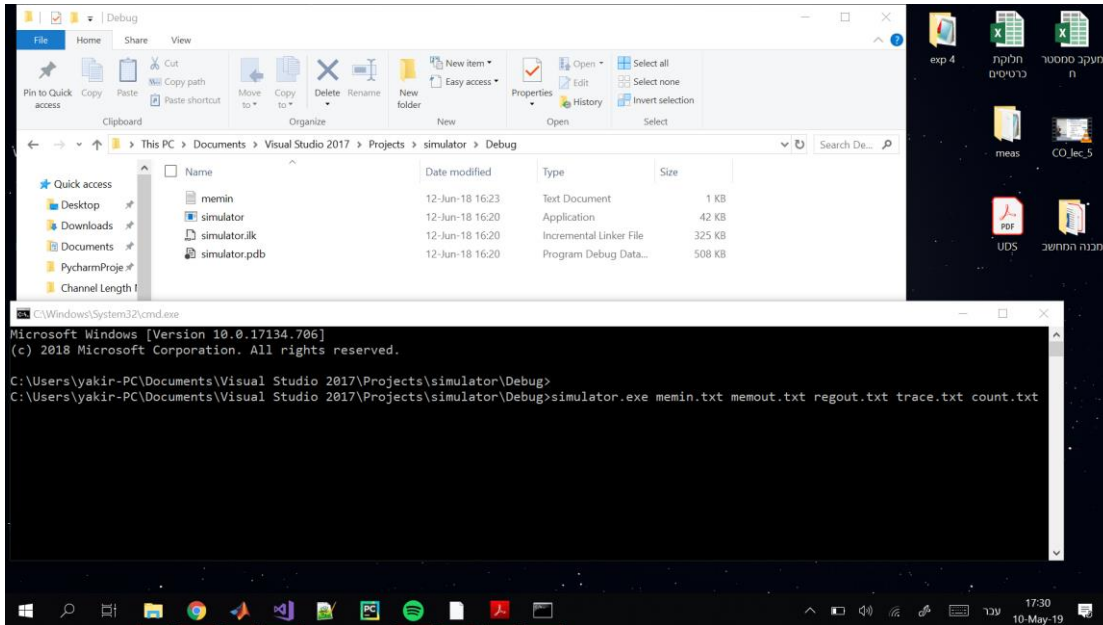 Debug
File Home Share View
Pin to Quick access
Copy
Paste
Cut
Copy path
Paste shortcut
Clipboard
Move to
Copy to
Delete
Rename
Organize
New folder
New item
Easy access
New
Properties
Open
Edit
History
Open
Select all
Select none
Invert selection
Select
This PC > Documents > Visual Studio 2017 > Projects > simulator > Debug
Search De...
Quick access
Desktop
Downloads
Documents
PycharmProje
Channel Length
Name Date modified Type Size
memin 12-Jun-18 16:23 Text Document 1 KB
simulator 12-Jun-18 16:20 Application 42 KB
simulator.ilk 12-Jun-18 16:20 Incremental Linker File 325 KB
simulator.pdb 12-Jun-18 16:20 Program Debug Data... 508 KB
exp 4
חלוקת
כרטיסים
מעקב סמסטר
ח
meas
CO_lec_5
PDF
UDS
מבנה המחשב
C:\Windows\System32\cmd.exe
Microsoft Windows [Version 10.0.17134.706]
(c) 2018 Microsoft Corporation. All rights reserved.
C:\Users\yakir-PC\Documents\Visual Studio 2017\Projects\simulator\Debug>
C:\Users\yakir-PC\Documents\Visual Studio 2017\Projects\simulator\Debug>simulator.exe memin.txt memout.txt regout.txt trace.txt count.txt
PC
עבר
17:30
10-May-19